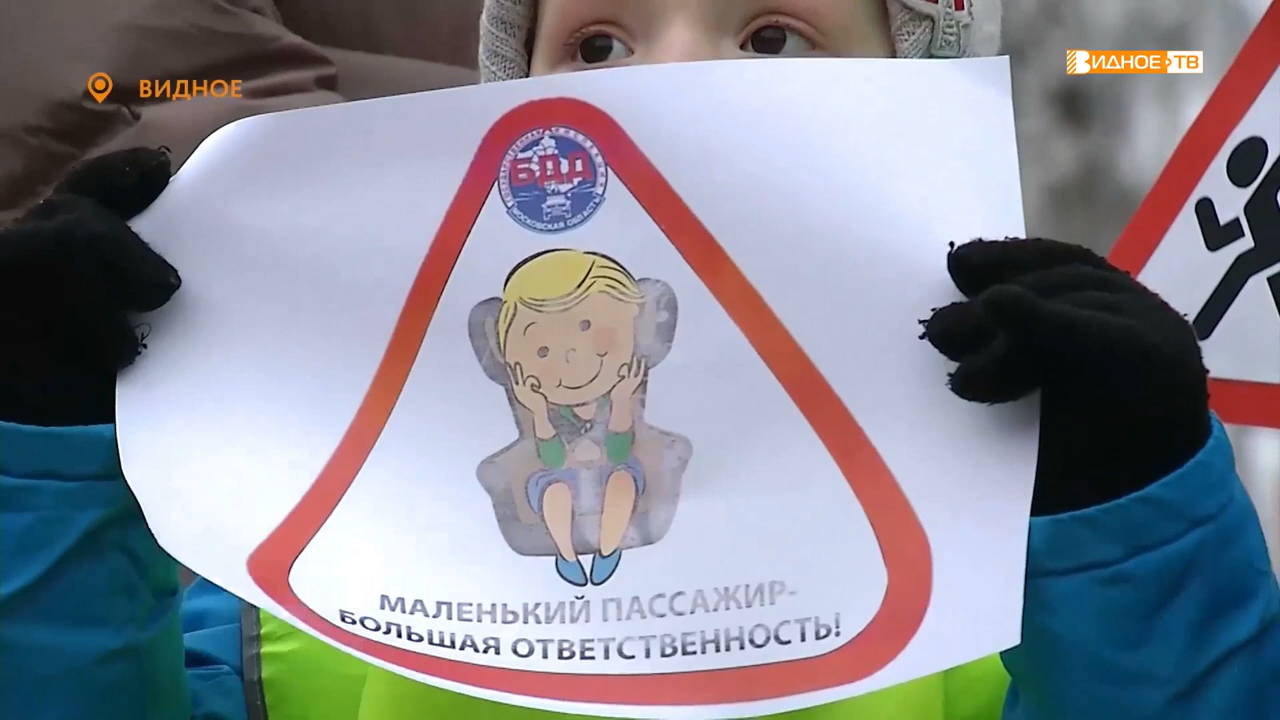 ВИДНОЕ
ВИДНОЕ ТВ
БДД
МОСКОВСКАЯ ОБЛАСТЬ
МАЛЕНЬКИЙ ПАССАЖИР-
БОЛЬШАЯ ОТВЕТСТВЕННОСТЬ!